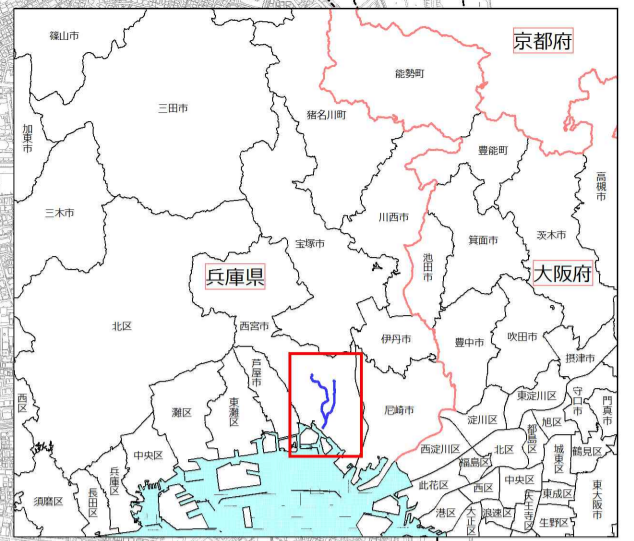 京都府
篠山市
能勢町
三田市
猪名川町
加東市
豊能町
高槻市
三木市
川西市
茨木市
箕面市
宝塚市
池田市
兵庫県
大阪府
北区
西宮市
伊丹市
豊中市
吹田市
摂津市
芦屋市
西区
灘区
東灘区
尼崎市
東淀川区
守口市
門真市
淀川区
都島区
旭区
中央区
西淀川区
北区
城東区
鶴見区
福島区
兵庫区
此花区
西区
中央区
東成区
東大阪市
須磨区
長田区
港区
大正区
浪速区
天王寺区
生野区